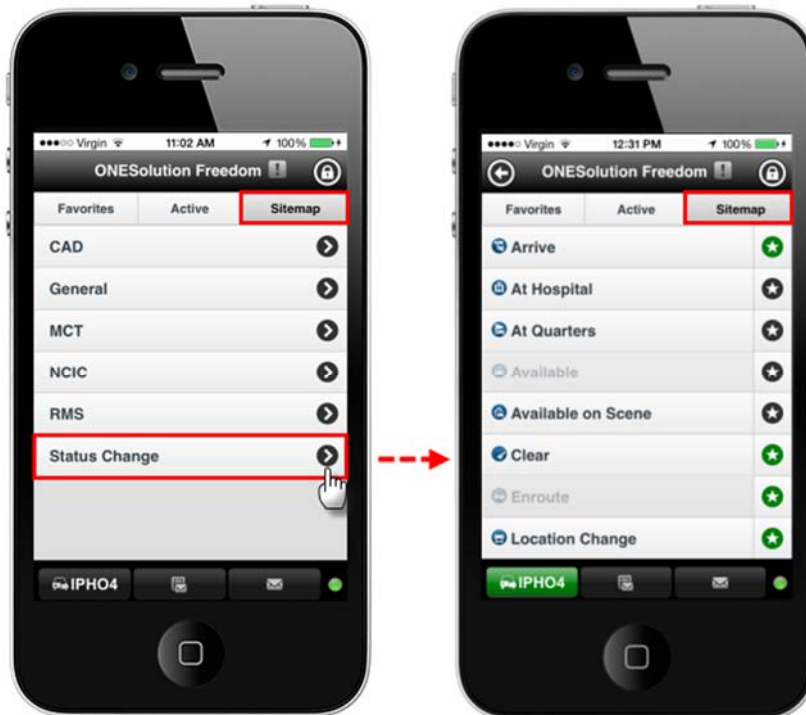 Virgin 11:02 AM 100%
ONESolution Freedom !
Favorites Active Sitemap
CAD
General
MCT
NCIC
RMS
Status Change
IPHO4
Virgin 12:31 PM 100%
ONESolution Freedom !
Favorites Active Sitemap
Arrive
At Hospital
At Quarters
Available
Available on Scene
Clear
Enroute
Location Change
IPHO4